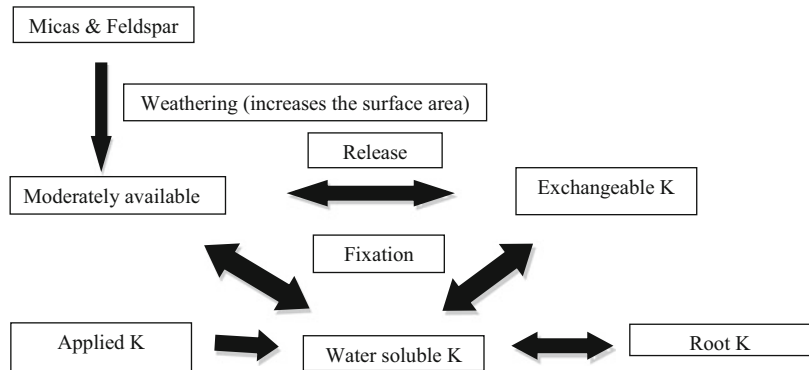 Micas & Feldspar
Weathering (increases the surface area)
Release
Moderately available
Exchangeable K
Fixation
Applied K
Water soluble K
Root K